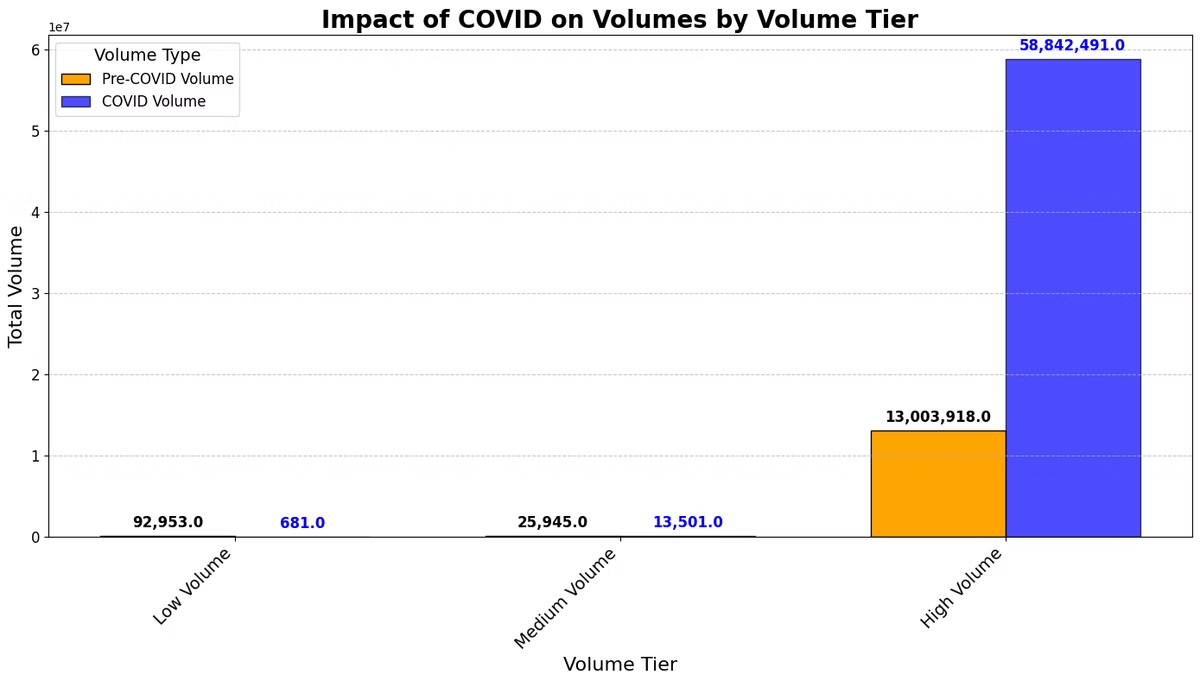 Impact of COVID on Volumes by Volume Tier
1e7
6
5
4
3
2
1
0
Total Volume
Volume Type
Pre-COVID Volume
COVID Volume
92,953.0
681.0
25,945.0
13,501.0
13,003,918.0
58,842,491.0
Low Volume
Medium Volume
High Volume
Volume Tier